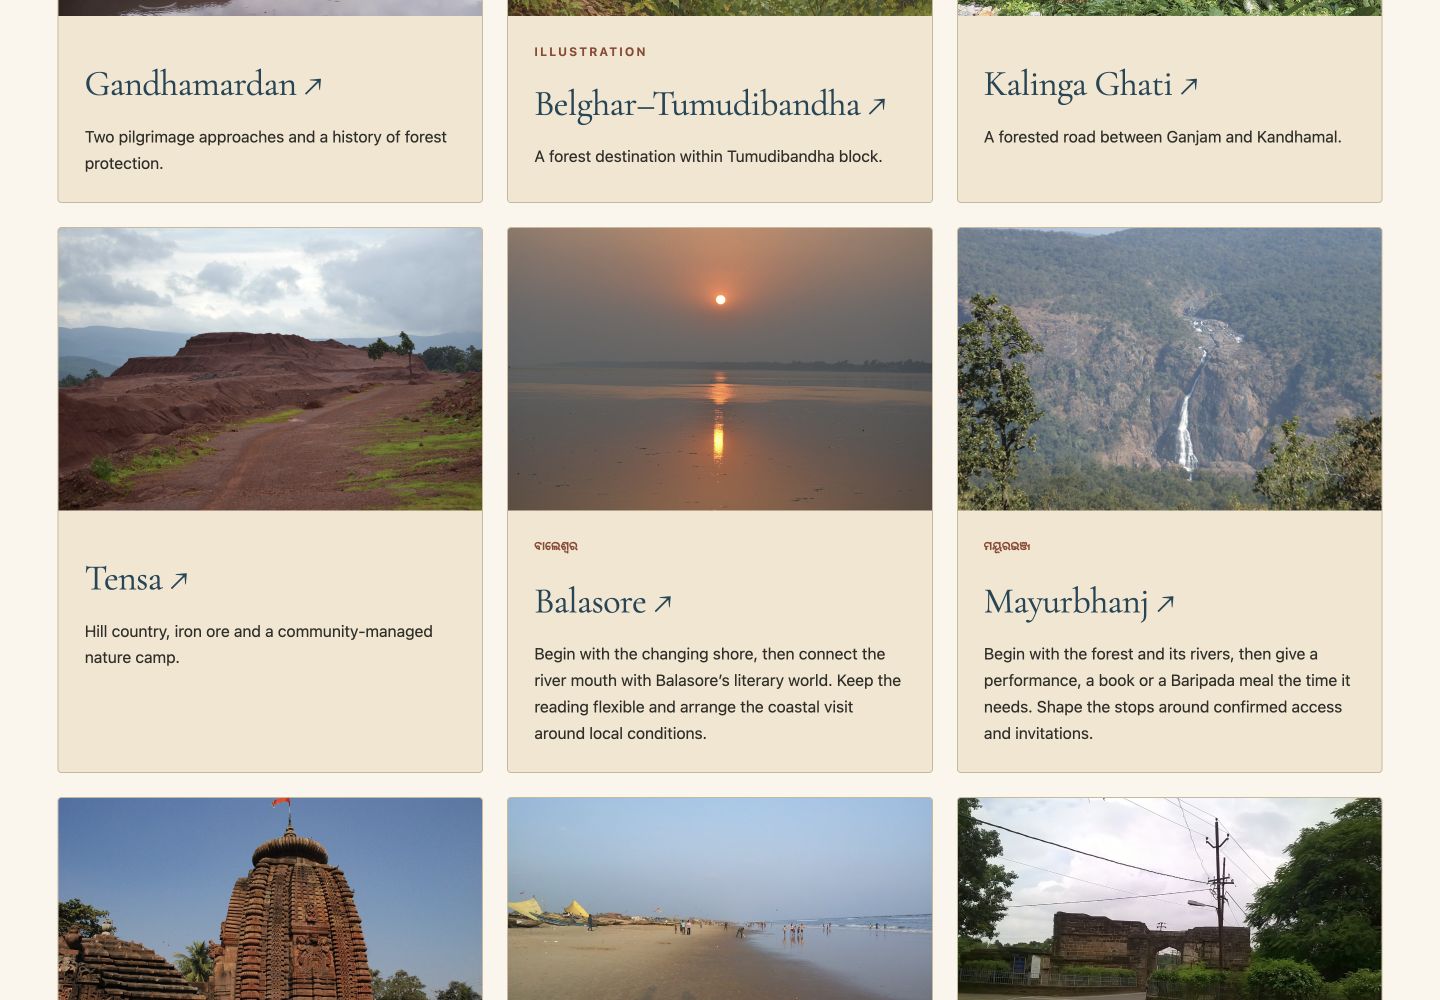 Gandhamardan ↗
Two pilgrimage approaches and a history of forest
protection.
ILLUSTRATION
Belghar–Tumudibandha ↗
A forest destination within Tumudibandha block.
Kalinga Ghati ↗
A forested road between Ganjam and Kandhamal.
Tensa ↗
Hill country, iron ore and a community-managed
nature camp.
ବାଲେଶ୍ୱର
Balasore ↗
Begin with the changing shore, then connect the
river mouth with Balasore’s literary world. Keep the
reading flexible and arrange the coastal visit
around local conditions.
ମୟୂରଭଞ୍ଜ
Mayurbhanj ↗
Begin with the forest and its rivers, then give a
performance, a book or a Baripada meal the time it
needs. Shape the stops around confirmed access
and invitations.